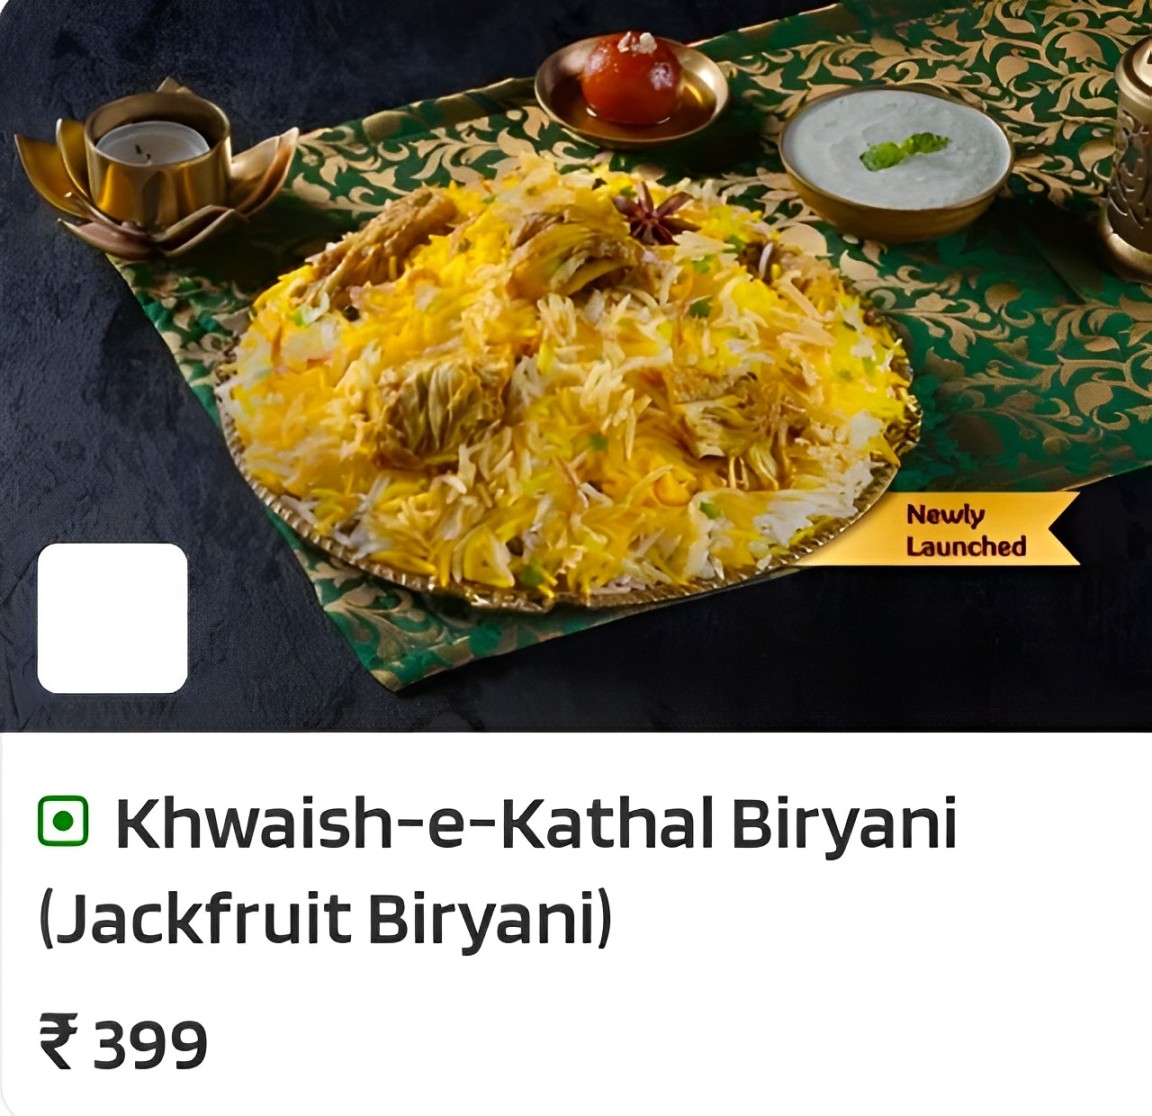 Newly
Launched
Khwaish-e-Kathal Biryani
(Jackfruit Biryani)
₹ 399